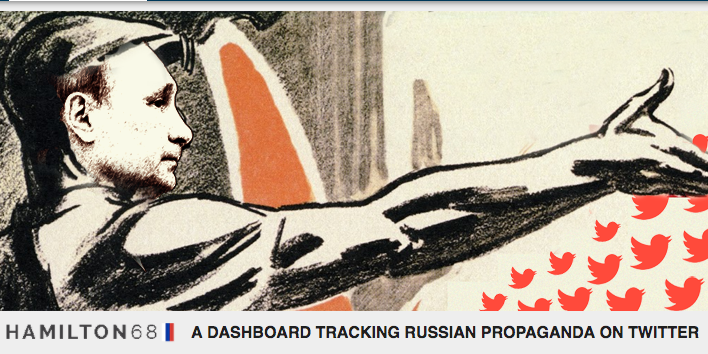 HAMILTON68 A DASHBOARD TRACKING RUSSIAN PROPAGANDA ON TWITTER